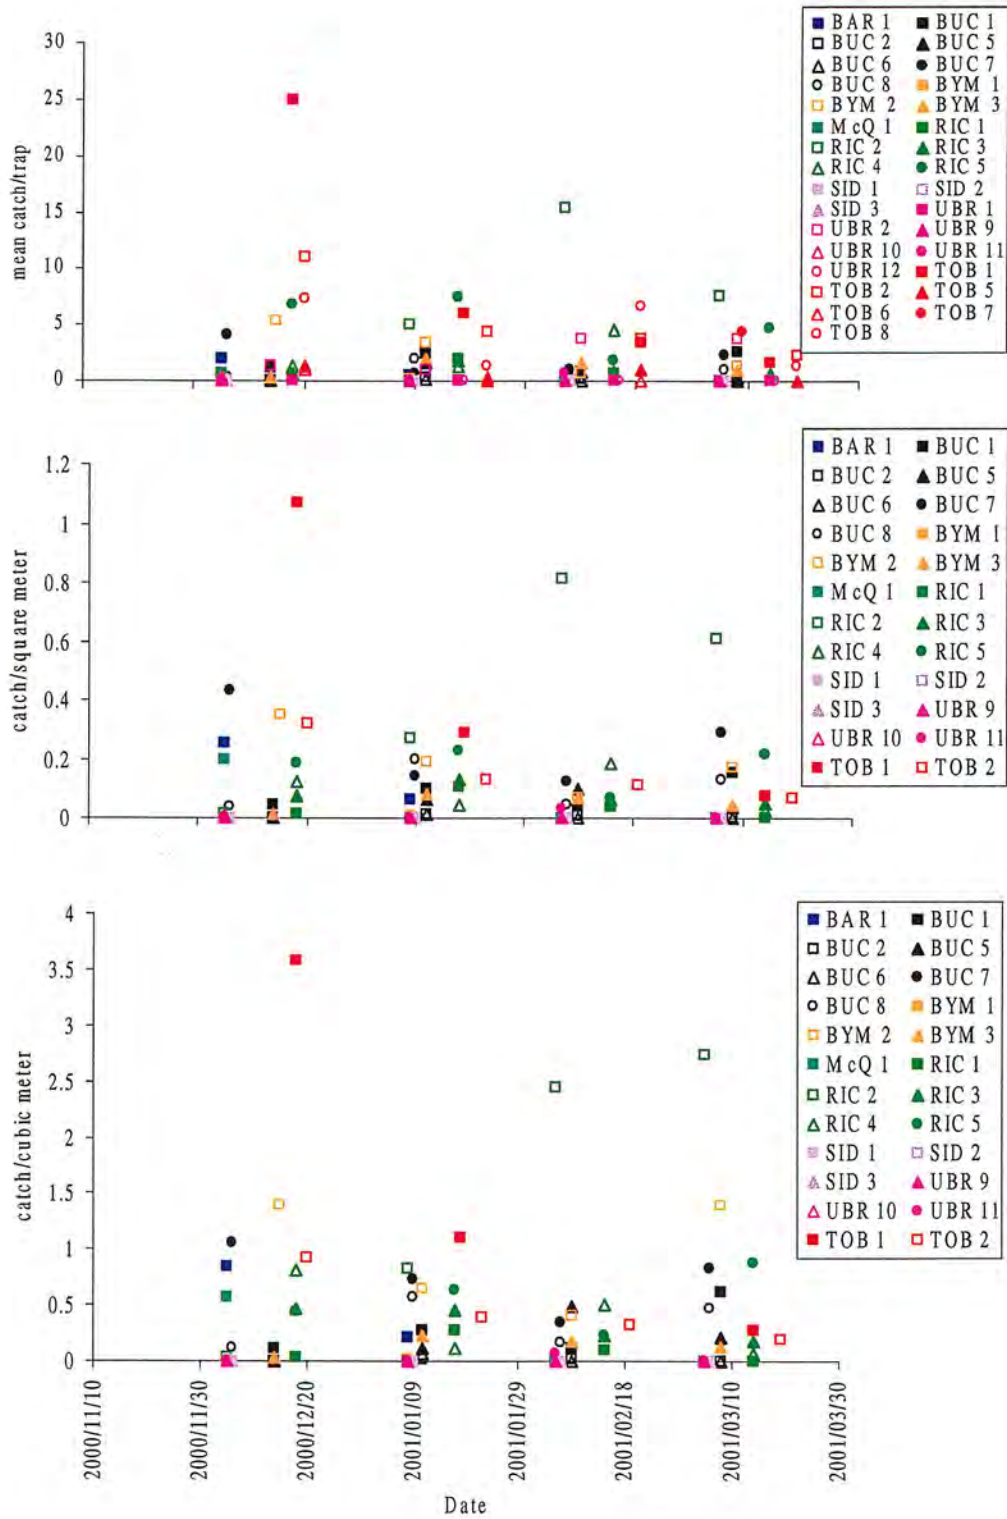 30
25
20
15
10
5
0
mean catch/trap
BAR 1 BUC 1
BUC 2 BUC 5
BUC 6 BUC 7
BUC 8 BYM 1
BYM 2 BYM 3
McQ 1 RIC 1
RIC 2 RIC 3
RIC 4 RIC 5
SID 1 SID 2
SID 3 UBR 1
UBR 2 UBR 9
UBR 10 UBR 11
UBR 12 TOB 1
TOB 2 TOB 5
TOB 6 TOB 7
TOB 8
1.2
1
0.8
0.6
0.4
0.2
0
catch/square meter
BAR 1 BUC 1
BUC 2 BUC 5
BUC 6 BUC 7
BUC 8 BYM 1
BYM 2 BYM 3
McQ 1 RIC 1
RIC 2 RIC 3
RIC 4 RIC 5
SID 1 SID 2
SID 3 UBR 9
UBR 10 UBR 11
TOB 1 TOB 2
4
3.5
3
2.5
2
1.5
1
0.5
0
catch/cubic meter
BAR 1 BUC 1
BUC 2 BUC 5
BUC 6 BUC 7
BUC 8 BYM 1
BYM 2 BYM 3
McQ 1 RIC 1
RIC 2 RIC 3
RIC 4 RIC 5
SID 1 SID 2
SID 3 UBR 9
UBR 10 UBR 11
TOB 1 TOB 2
2000/11/10
2000/11/30
2000/12/20
2001/01/09
2001/01/29
2001/02/18
2001/03/10
2001/03/30
Date